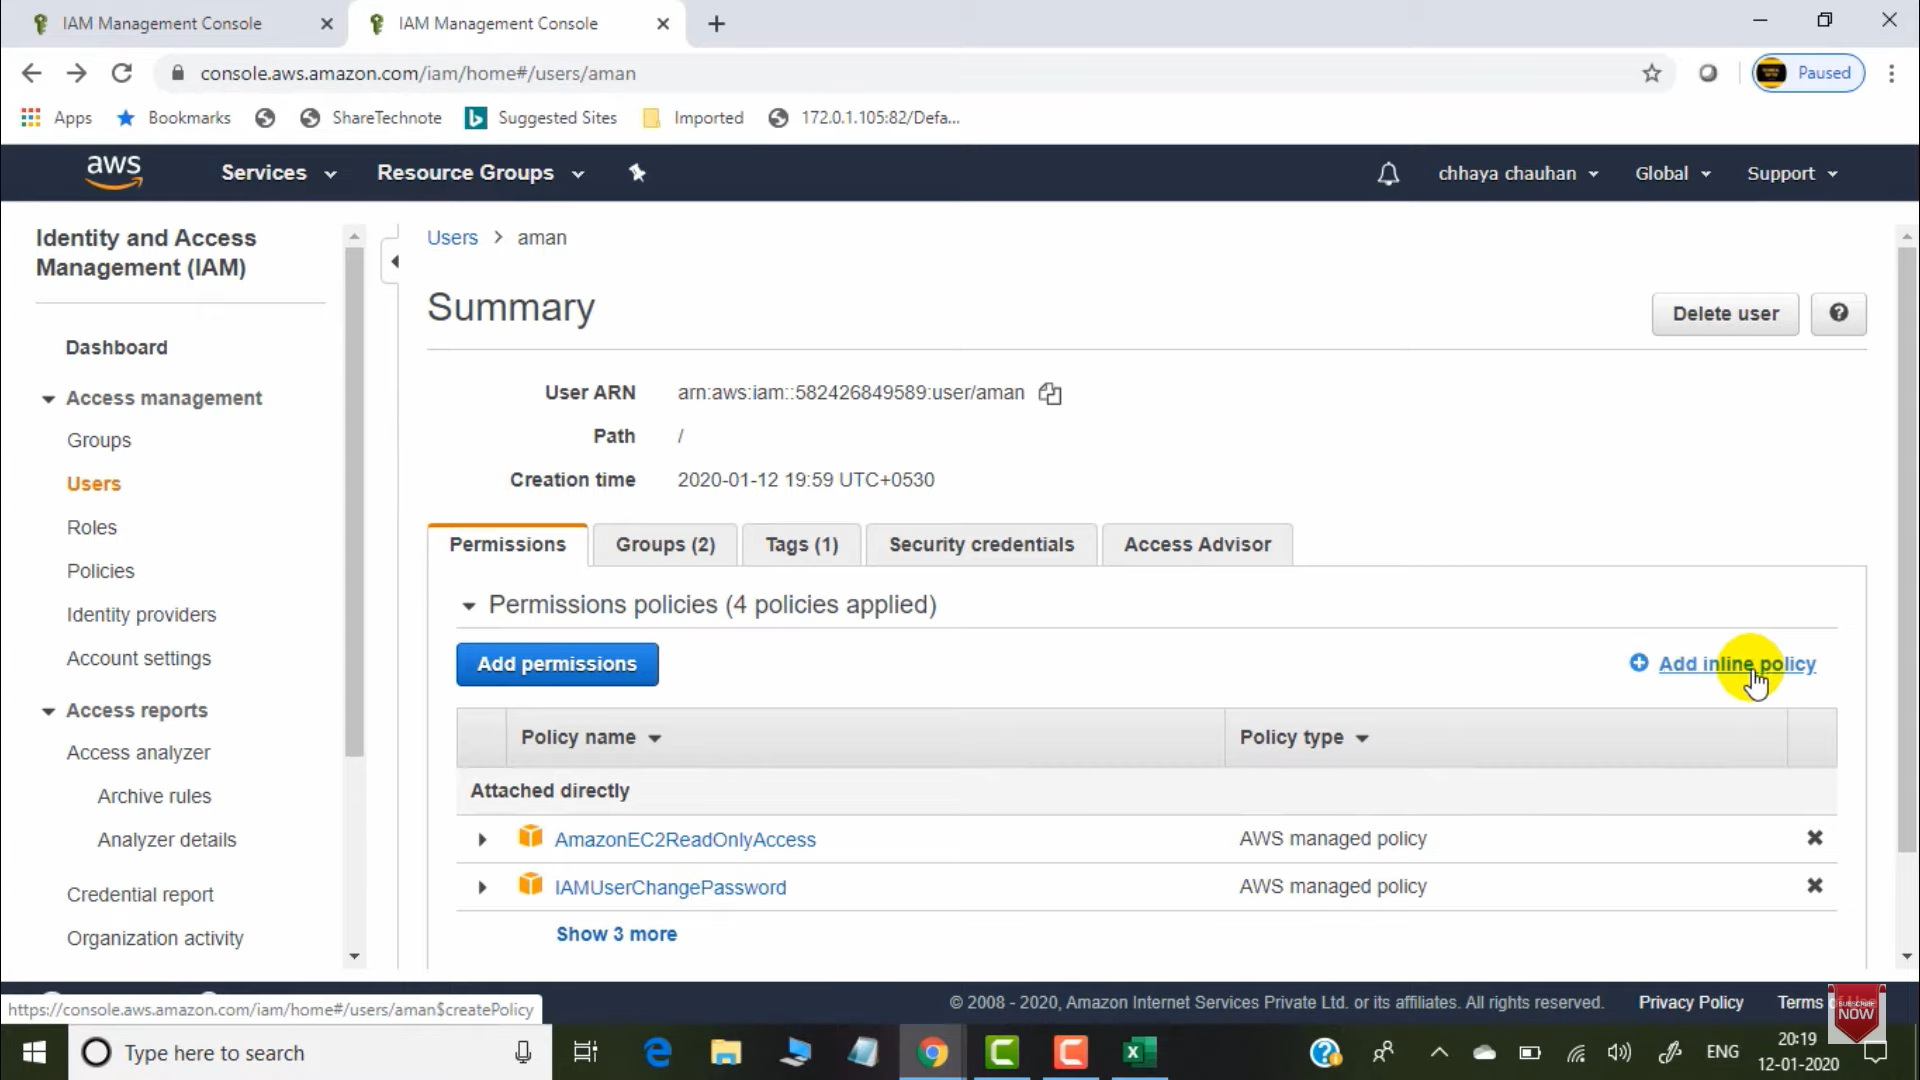 IAM Management Console
IAM Management Console
console.aws.amazon.com/iam/home#/users/aman
Paused
Apps
Bookmarks
ShareTechnote
Suggested Sites
Imported
172.0.1.105:82/Defa...
aws
Services
Resource Groups
chhaya chauhan
Global
Support
Identity and Access
Management (IAM)
Dashboard
Access management
Groups
Users
Roles
Policies
Identity providers
Account settings
Access reports
Access analyzer
Archive rules
Analyzer details
Credential report
Organization activity
Users > aman
Summary
Delete user
User ARN arn:aws:iam::582426849589:user/aman
Path /
Creation time 2020-01-12 19:59 UTC+0530
Permissions
Groups (2)
Tags (1)
Security credentials
Access Advisor
Permissions policies (4 policies applied)
Add permissions
Add inline policy
Policy name
Policy type
Attached directly
AmazonEC2ReadOnlyAccess AWS managed policy
IAMUserChangePassword AWS managed policy
Show 3 more
https://console.aws.amazon.com/iam/home#/users/aman$createPolicy
© 2008 - 2020, Amazon Internet Services Private Ltd. or its affiliates. All rights reserved.
Privacy Policy
Terms
SUBSCRIBE
NOW
Type here to search
ENG
20:19
12-01-2020